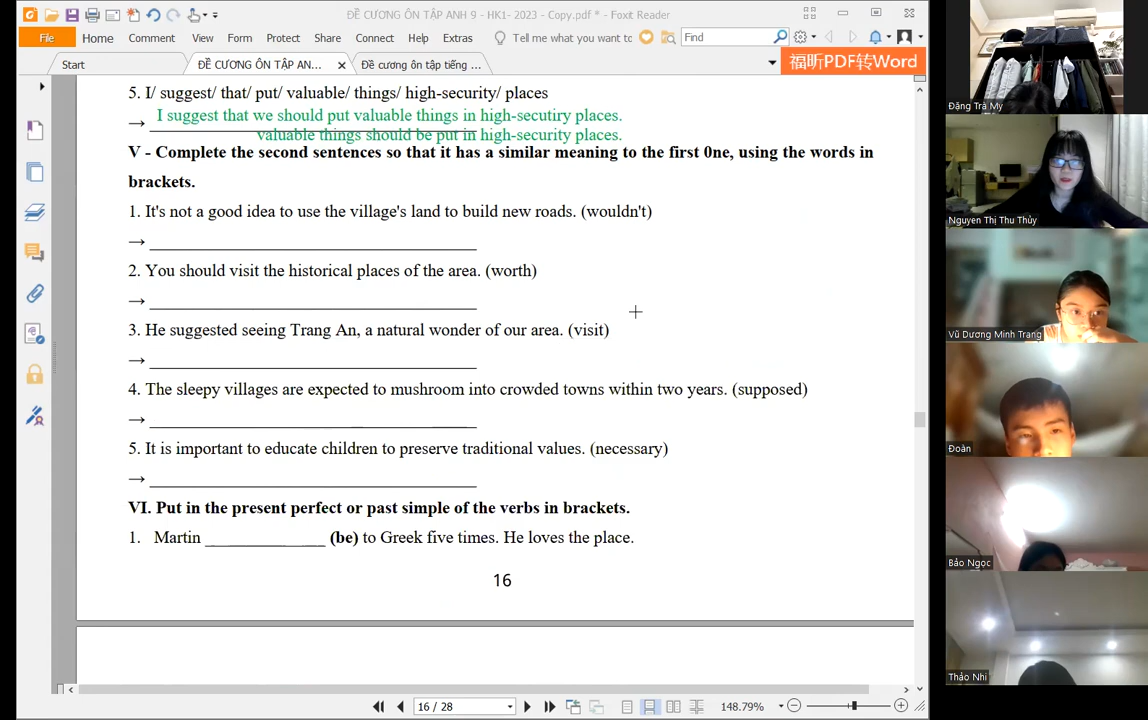 ĐỀ CƯƠNG ÔN TẬP ANH 9 - HK1- 2023 - Copy.pdf * - Foxit Reader
File Home Comment View Form Protect Share Connect Help Extras Tell me what you want to Find
Start ĐỀ CƯƠNG ÔN TẬP AN... Đề cương ôn tập tiếng ... 福昕PDF转Word
5. I/ suggest/ that/ put/ valuable/ things/ high-security/ places
→ I suggest that we should put valuable things in high-secutiry places.
valuable things should be put in high-security places.
V - Complete the second sentences so that it has a similar meaning to the first 0ne, using the words in
brackets.
1. It's not a good idea to use the village's land to build new roads. (wouldn't)
→ ____________________
2. You should visit the historical places of the area. (worth)
→ ____________________
3. He suggested seeing Trang An, a natural wonder of our area. (visit)
→ ____________________
4. The sleepy villages are expected to mushroom into crowded towns within two years. (supposed)
→ ____________________
5. It is important to educate children to preserve traditional values. (necessary)
→ ____________________
VI. Put in the present perfect or past simple of the verbs in brackets.
1. Martin ______________ (be) to Greek five times. He loves the place.
16
16 / 28 148.79%
Đặng Trà My
Nguyen Thị Thu Thủy
Vũ Dương Minh Trang
Đoàn
Bảo Ngọc
Thảo Nhi